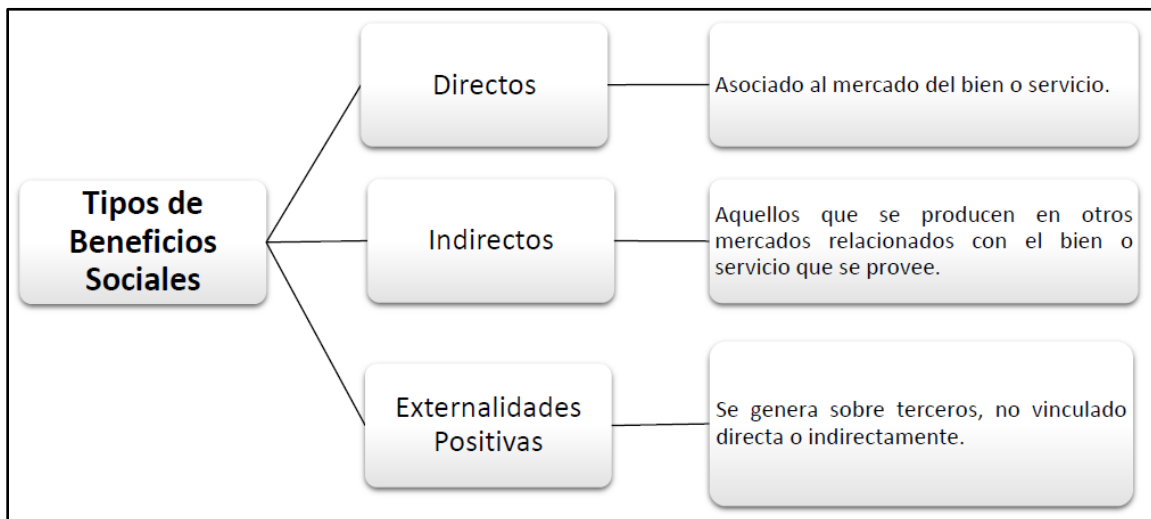 Tipos de
Beneficios
Sociales
Directos
Asociado al mercado del bien o servicio.
Indirectos
Aquellos que se producen en otros
mercados relacionados con el bien o
servicio que se provee.
Externalidades
Positivas
Se genera sobre terceros, no vinculado
directa o indirectamente.